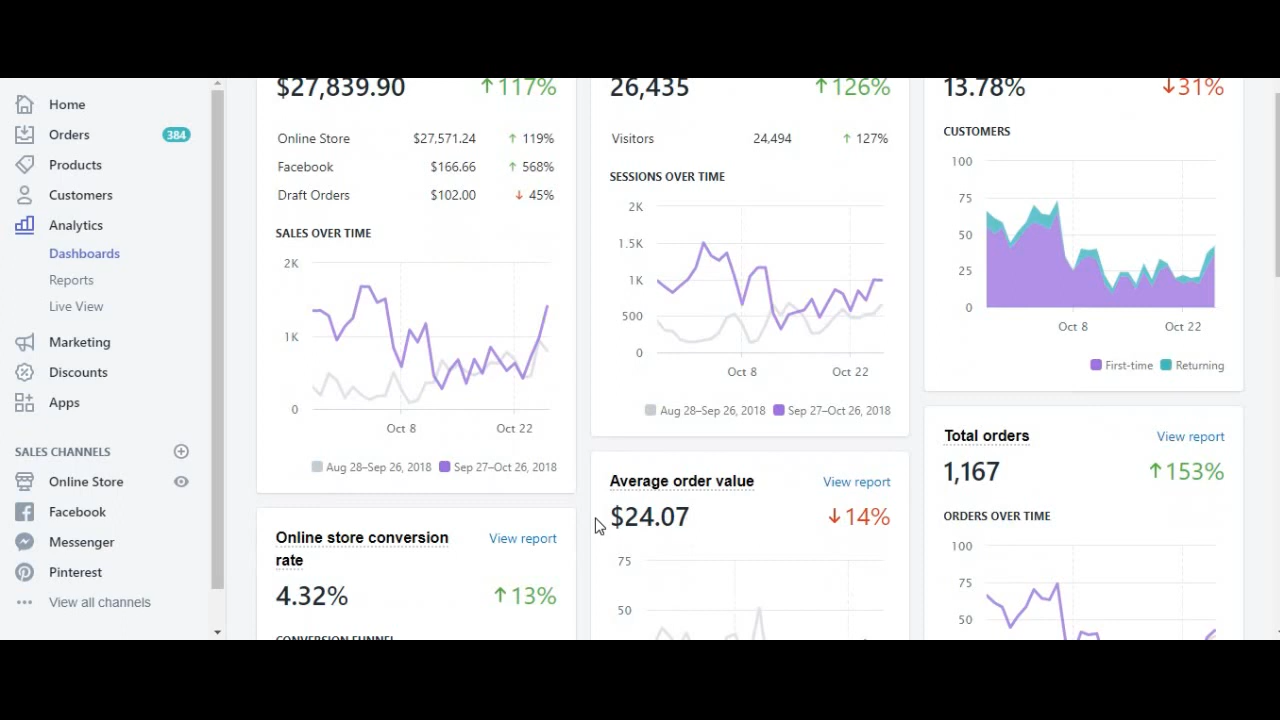 Home
Orders 384
Products
Customers
Analytics
Dashboards
Reports
Live View
Marketing
Discounts
Apps
SALES CHANNELS
Online Store
Facebook
Messenger
Pinterest
View all channels
$27,839.90 ↑117%
Online Store $27,571.24 ↑ 119%
Facebook $166.66 ↑ 568%
Draft Orders $102.00 ↓ 45%
SALES OVER TIME
2K
1K
0
Oct 8 Oct 22
Aug 28–Sep 26, 2018 Sep 27–Oct 26, 2018
Online store conversion View report
rate
4.32% ↑13%
CONVERSION FUNNEL
26,435 ↑126%
Visitors 24,494 ↑ 127%
SESSIONS OVER TIME
2K
1.5K
1K
500
0
Oct 8 Oct 22
Aug 28–Sep 26, 2018 Sep 27–Oct 26, 2018
Average order value View report
$24.07 ↓14%
75
50
13.78% ↓31%
CUSTOMERS
100
75
50
25
0
Oct 8 Oct 22
First-time Returning
Total orders View report
1,167 ↑153%
ORDERS OVER TIME
100
75
50